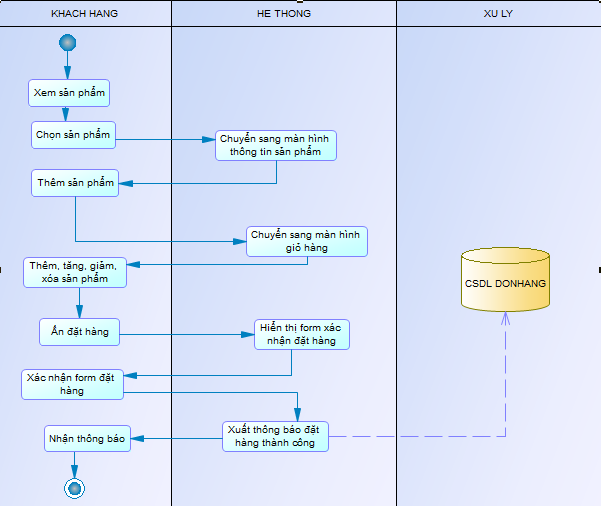 KHACH HANG
HE THONG
XU LY
Xem sản phẩm
Chọn sản phẩm
Chuyển sang màn hình
thông tin sản phẩm
Thêm sản phẩm
Chuyển sang màn hình
giỏ hàng
Thêm, tăng, giảm,
xóa sản phẩm
CSDL DONHANG
Ấn đặt hàng
Hiển thị form xác
nhận đặt hàng
Xác nhận form đặt
hàng
Xuất thông báo đặt
hàng thành công
Nhận thông báo